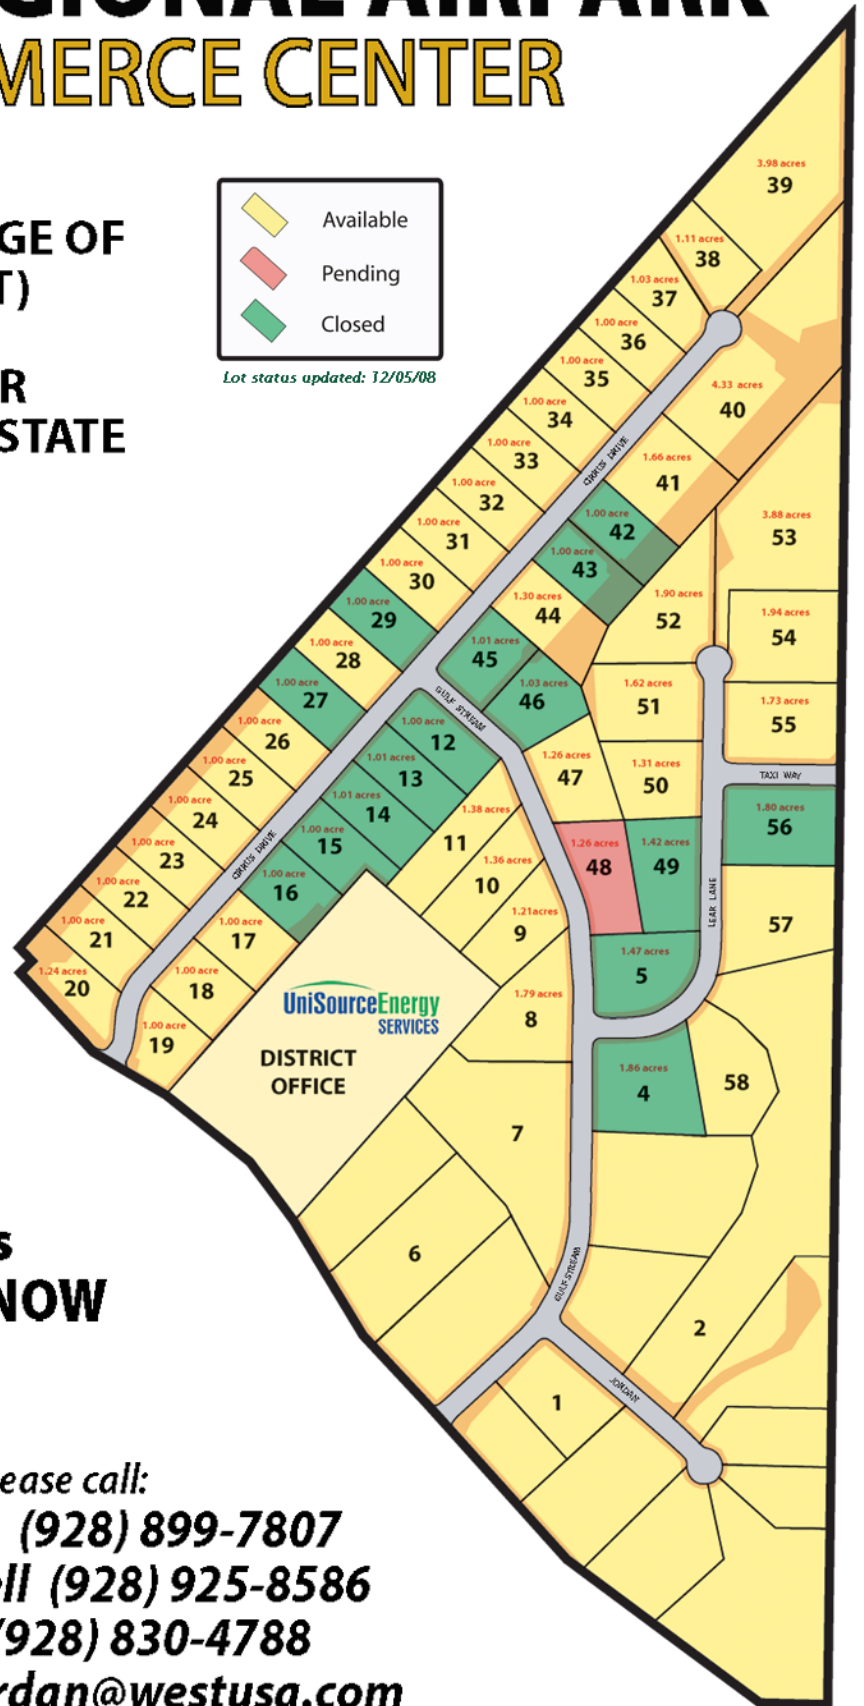 GIONAL AIRPARK
MERCE CENTER
GE OF
T)
R
STATE
Available
Pending
Closed
Lot status updated: 12/05/08
3.98 acres
39
1.11 acres
38
1.03 acres
37
1.00 acre
36
1.00 acre
35
1.00 acre
34
1.00 acre
33
1.00 acre
32
1.00 acre
31
1.00 acre
30
1.00 acre
29
1.00 acre
28
1.00 acre
27
1.00 acre
26
1.00 acre
25
1.00 acre
24
1.00 acre
23
1.00 acre
22
1.00 acre
21
1.24 acres
20
4.33 acres
40
1.66 acres
41
CIRRUS DRIVE
1.00 acre
42
1.00 acre
43
1.30 acres
44
1.01 acres
45
1.03 acres
46
GULF STREAM
1.00 acre
12
1.01 acres
13
1.01 acres
14
1.00 acre
15
1.00 acre
16
CIRRUS DRIVE
1.00 acre
17
1.00 acre
18
1.00 acre
19
3.88 acres
53
1.90 acres
52
1.94 acres
54
1.62 acres
51
1.73 acres
55
1.26 acres
47
1.31 acres
50
TAXI WAY
1.80 acres
56
1.38 acres
11
1.36 acres
10
1.21acres
9
1.26 acres
48
1.42 acres
49
LEAR LANE
57
1.47 acres
5
1.79 acres
8
UniSourceEnergy
SERVICES
DISTRICT
OFFICE
1.86 acres
4
58
7
6
GULF STREAM
2
1
JORDAN
s
NOW
ease call:
(928) 899-7807
ell (928) 925-8586
(928) 830-4788
rdan@westusa.com